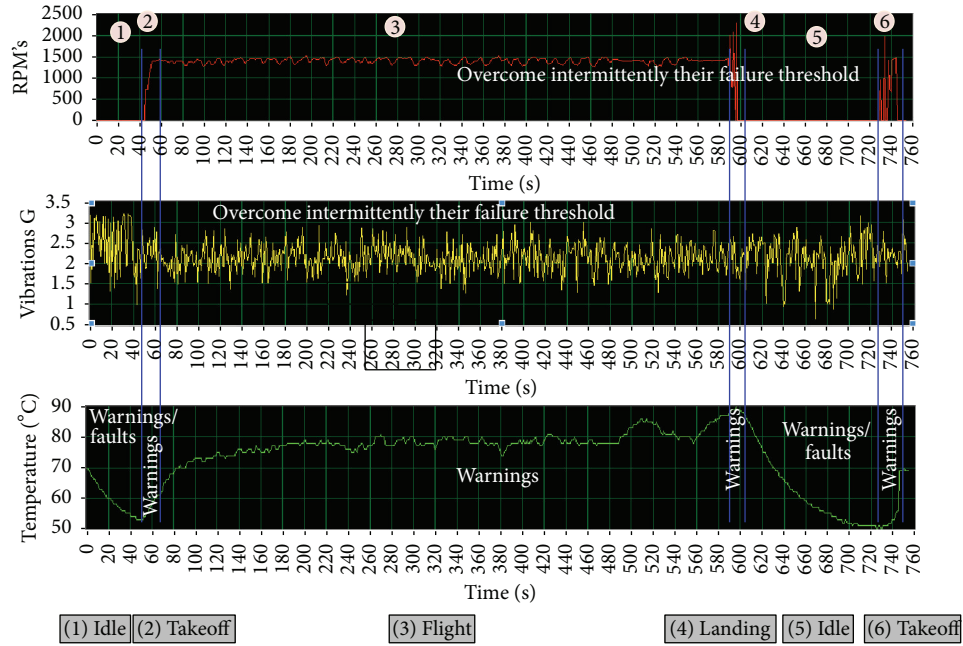 1 2 3 4 5 6
2500
2000
1500
1000
500
0
RPM's
Overcome intermittently their failure threshold
0 20 40 60 80 100 120 140 160 180 200 220 240 260 280 300 320 340 360 380 400 420 440 460 480 500 520 540 560 580 600 620 640 660 680 700 720 740 760
Time (s)
3.5
3
2.5
2
1.5
1
0.5
Vibrations G
Overcome intermittently their failure threshold
0 20 40 60 80 100 120 140 160 180 200 220 240 260 280 300 320 340 360 380 400 420 440 460 480 500 520 540 560 580 600 620 640 660 680 700 720 740 760
Time (s)
90
80
70
60
50
Temperature (°C)
Warnings/
faults
Warnings
Warnings
Warnings
Warnings/
faults
Warnings
0 20 40 60 80 100 120 140 160 180 200 220 240 260 280 300 320 340 360 380 400 420 440 460 480 500 520 540 560 580 600 620 640 660 680 700 720 740 760
Time (s)
(1) Idle (2) Takeoff (3) Flight (4) Landing (5) Idle (6) Takeoff